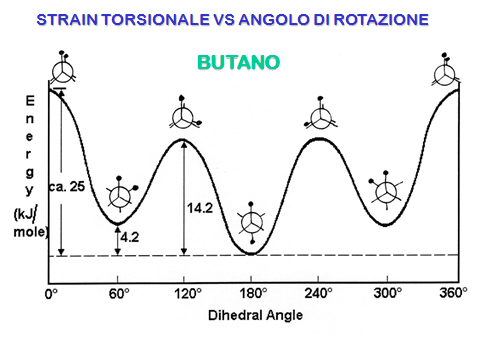 STRAIN TORSIONALE VS ANGOLO DI ROTAZIONE
BUTANO
Energy
(kJ/
mole)
ca. 25
4.2
14.2
0° 60° 120° 180° 240° 300° 360°
Dihedral Angle